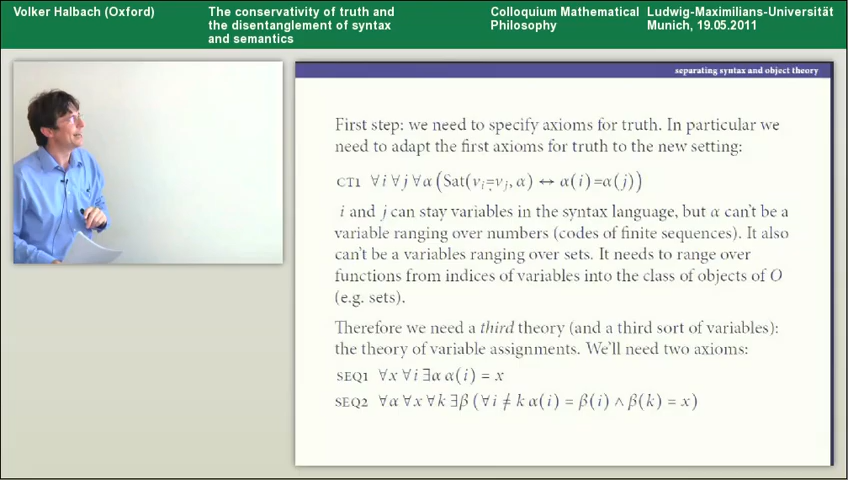 Volker Halbach (Oxford)
The conservativity of truth and
the disentanglement of syntax
and semantics
Colloquium Mathematical
Philosophy
Ludwig-Maximilians-Universität
Munich, 19.05.2011
separating syntax and object theory
First step: we need to specify axioms for truth. In particular we
need to adapt the first axioms for truth to the new setting:
CT1 ∀i ∀j ∀α(Sat(vᵢ=̣vⱼ, α) ↔ α(i)=α(j))
i and j can stay variables in the syntax language, but α can't be a
variable ranging over numbers (codes of finite sequences). It also
can't be a variables ranging over sets. It needs to range over
functions from indices of variables into the class of objects of O
(e.g. sets).
Therefore we need a third theory (and a third sort of variables):
the theory of variable assignments. We'll need two axioms:
SEQ1 ∀x ∀i ∃α α(i) = x
SEQ2 ∀α ∀x ∀k ∃β (∀i ≠ k α(i) = β(i) ∧ β(k) = x)